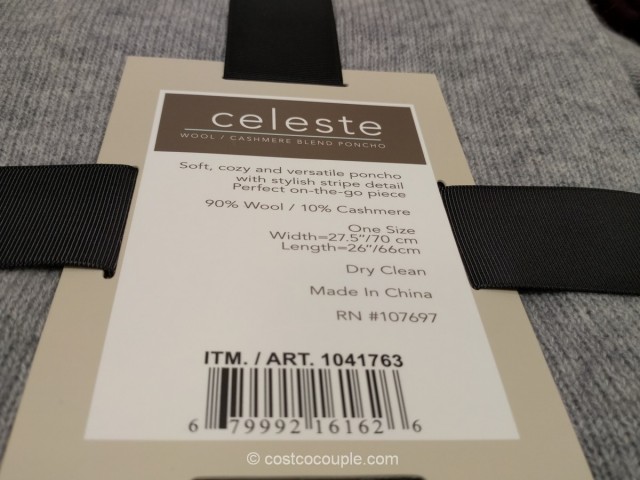 celeste
WOOL / CASHMERE BLEND PONCHO
Soft, cozy and versatile poncho
with stylish stripe detail
Perfect on-the-go piece
90% Wool / 10% Cashmere
One Size
Width=27.5"/70 cm
Length=26"/66cm
Dry Clean
Made In China
RN #107697
ITM. / ART. 1041763
6 79992 16162 6
© costcocouple.com